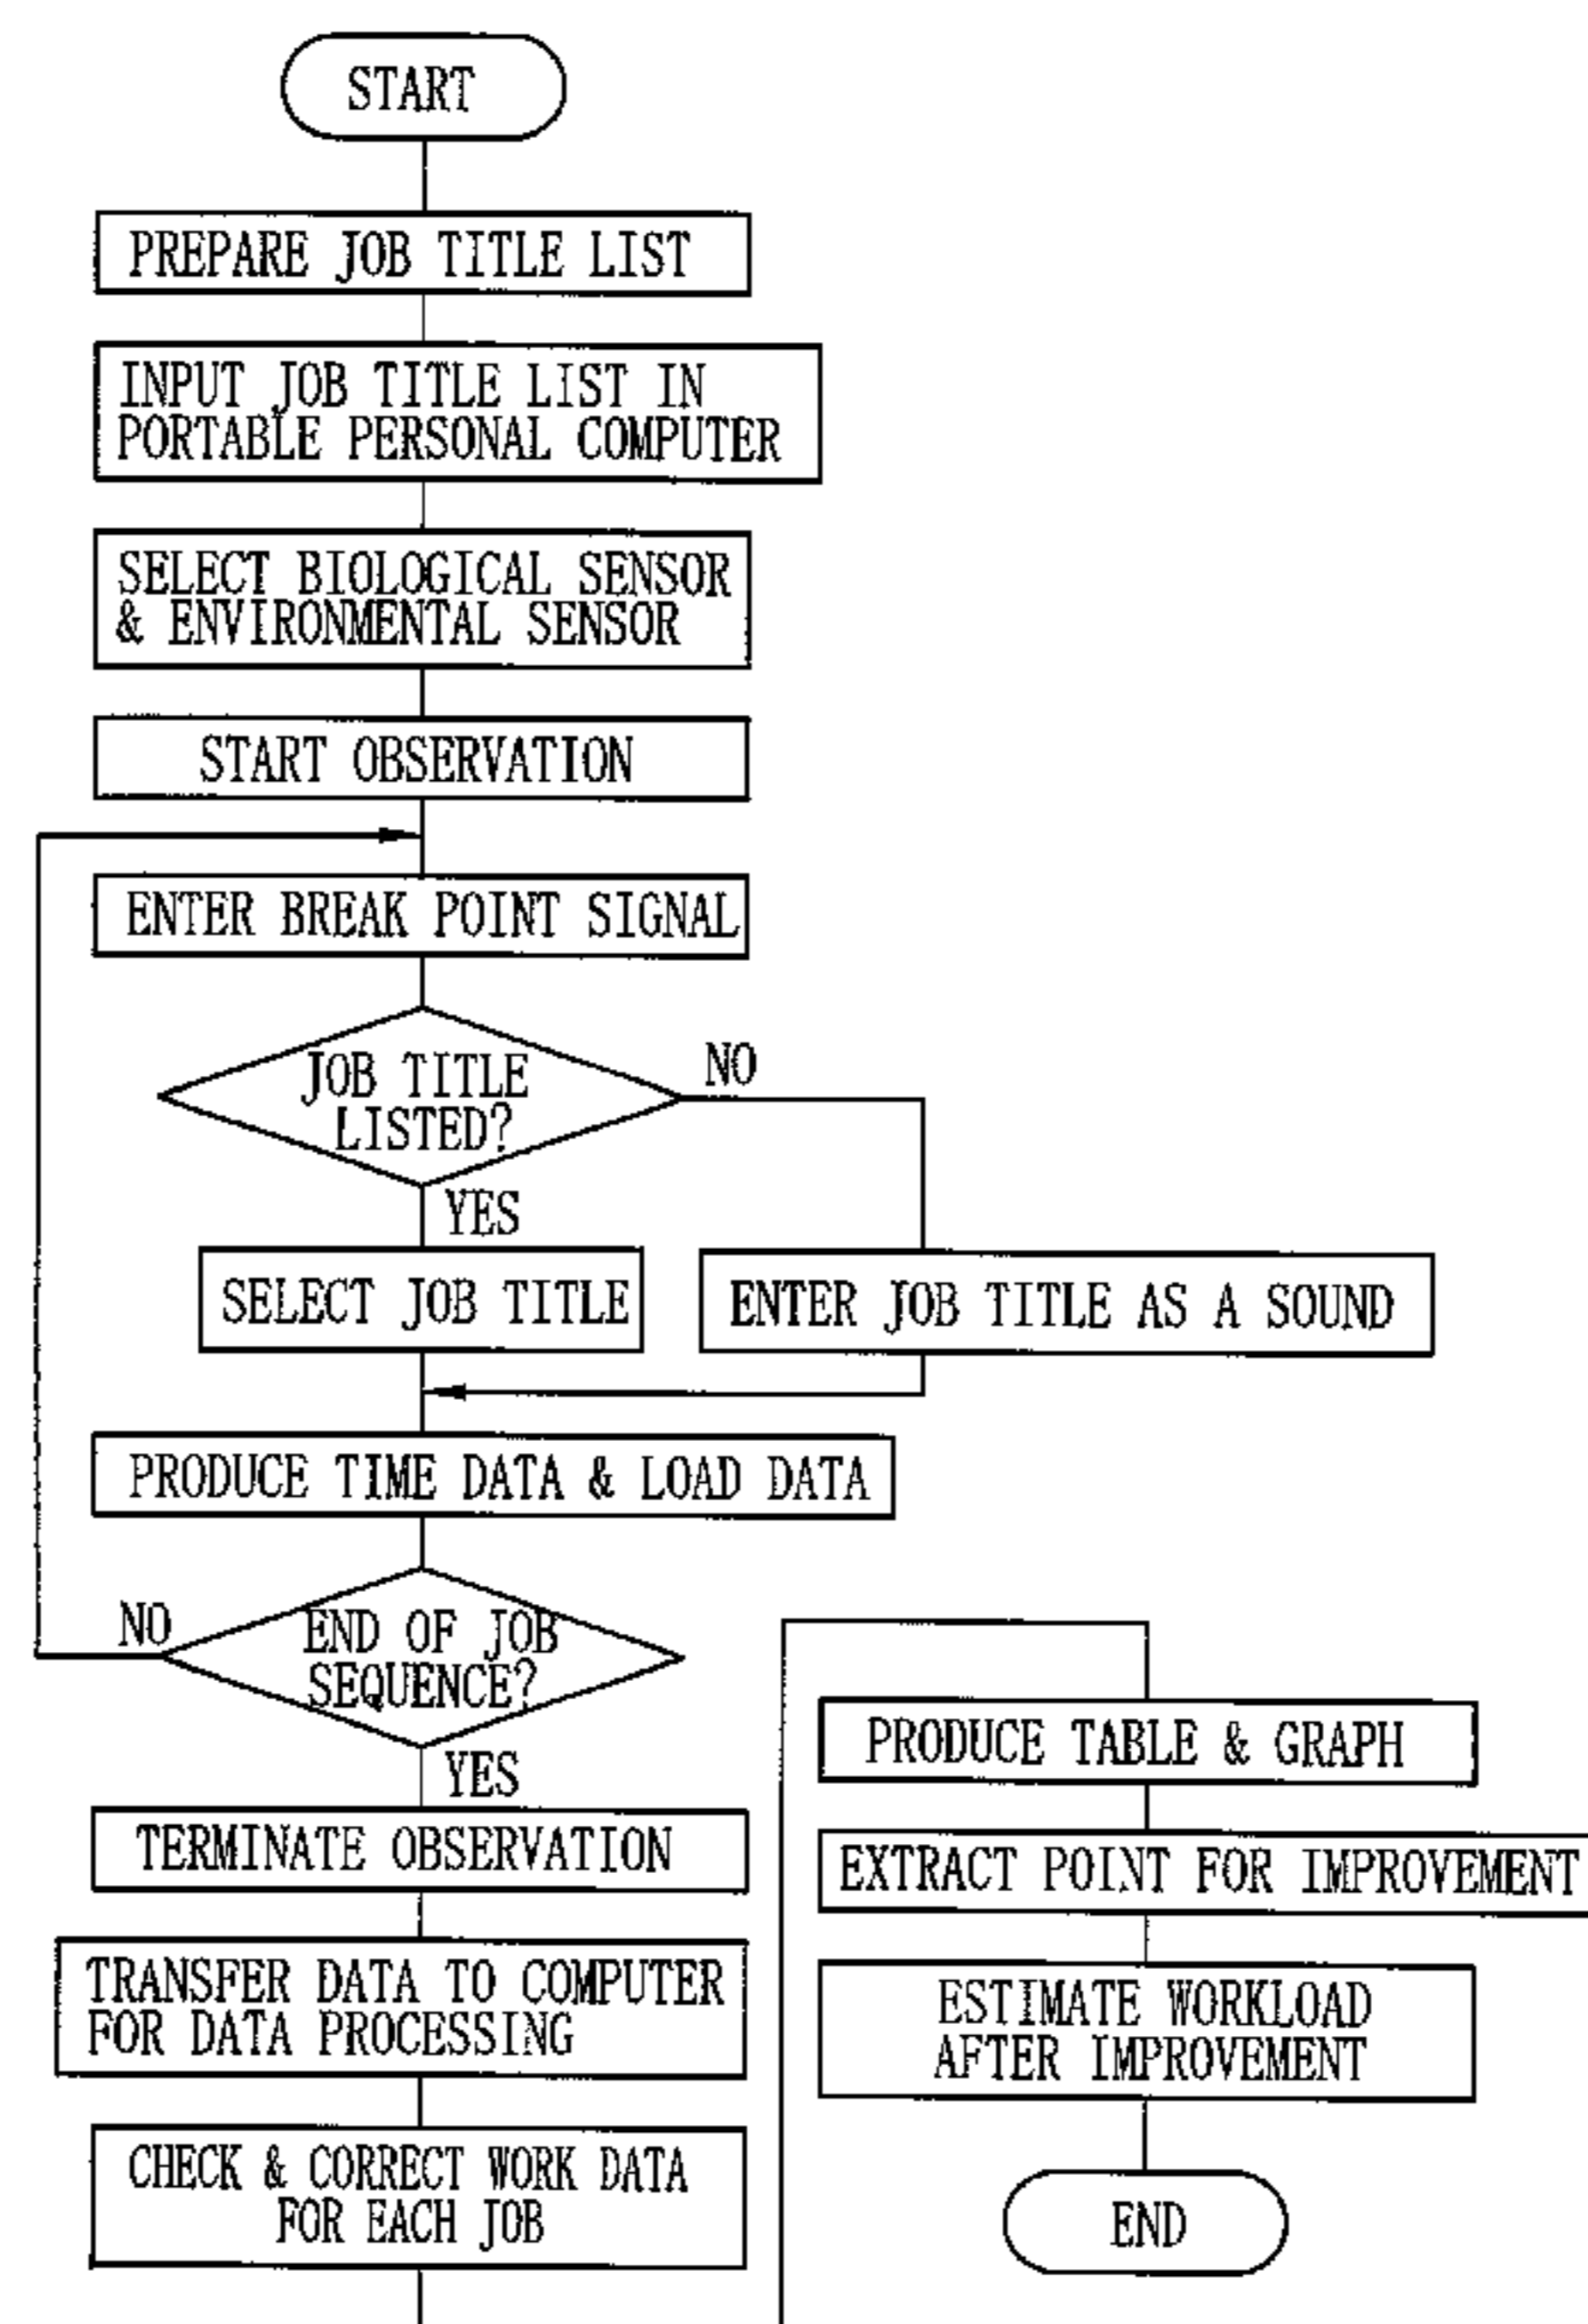 START
PREPARE JOB TITLE LIST
INPUT JOB TITLE LIST IN
PORTABLE PERSONAL COMPUTER
SELECT BIOLOGICAL SENSOR
& ENVIRONMENTAL SENSOR
START OBSERVATION
ENTER BREAK POINT SIGNAL
JOB TITLE
LISTED?
NO
YES
SELECT JOB TITLE
ENTER JOB TITLE AS A SOUND
PRODUCE TIME DATA & LOAD DATA
END OF JOB
SEQUENCE?
NO
YES
TERMINATE OBSERVATION
TRANSFER DATA TO COMPUTER
FOR DATA PROCESSING
CHECK & CORRECT WORK DATA
FOR EACH JOB
PRODUCE TABLE & GRAPH
EXTRACT POINT FOR IMPROVEMENT
ESTIMATE WORKLOAD
AFTER IMPROVEMENT
END